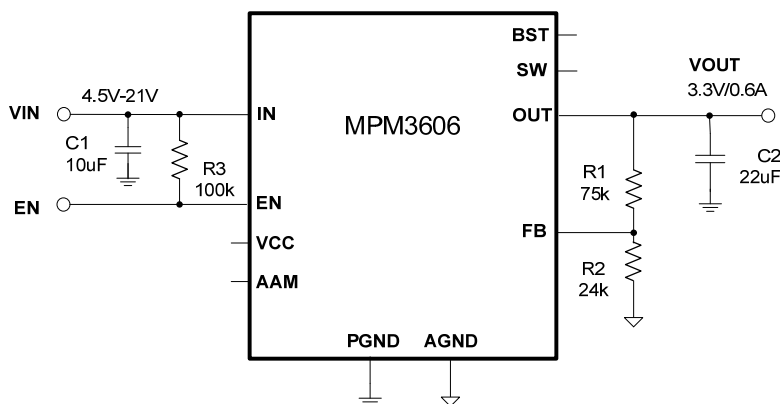 BST
SW
VOUT
3.3V/0.6A
4.5V-21V
VIN
IN
MPM3606
OUT
C1
10uF
R3
100k
R1
75k
C2
22uF
EN
EN
FB
VCC
R2
24k
AAM
PGND
AGND